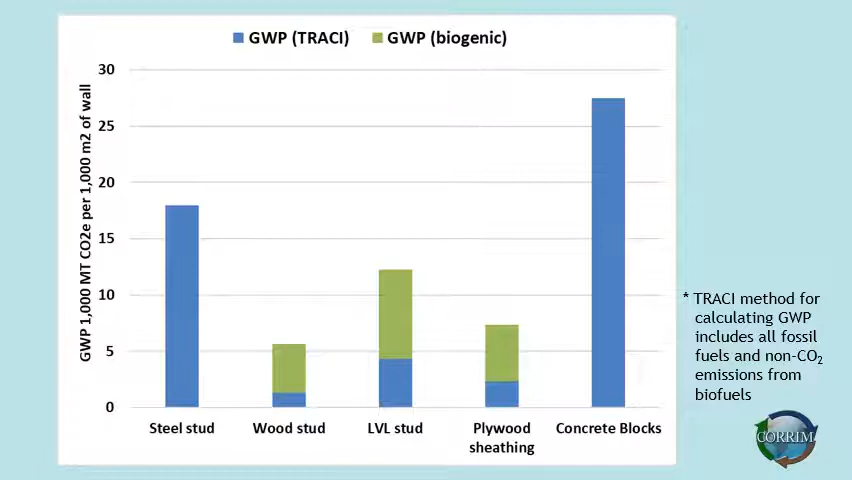 GWP (TRACI) GWP (biogenic)
GWP 1,000 MT CO2e per 1,000 m2 of wall
30
25
20
15
10
5
0
Steel stud Wood stud LVL stud Plywood sheathing Concrete Blocks
* TRACI method for
calculating GWP
includes all fossil
fuels and non-CO₂
emissions from
biofuels
CORRIM